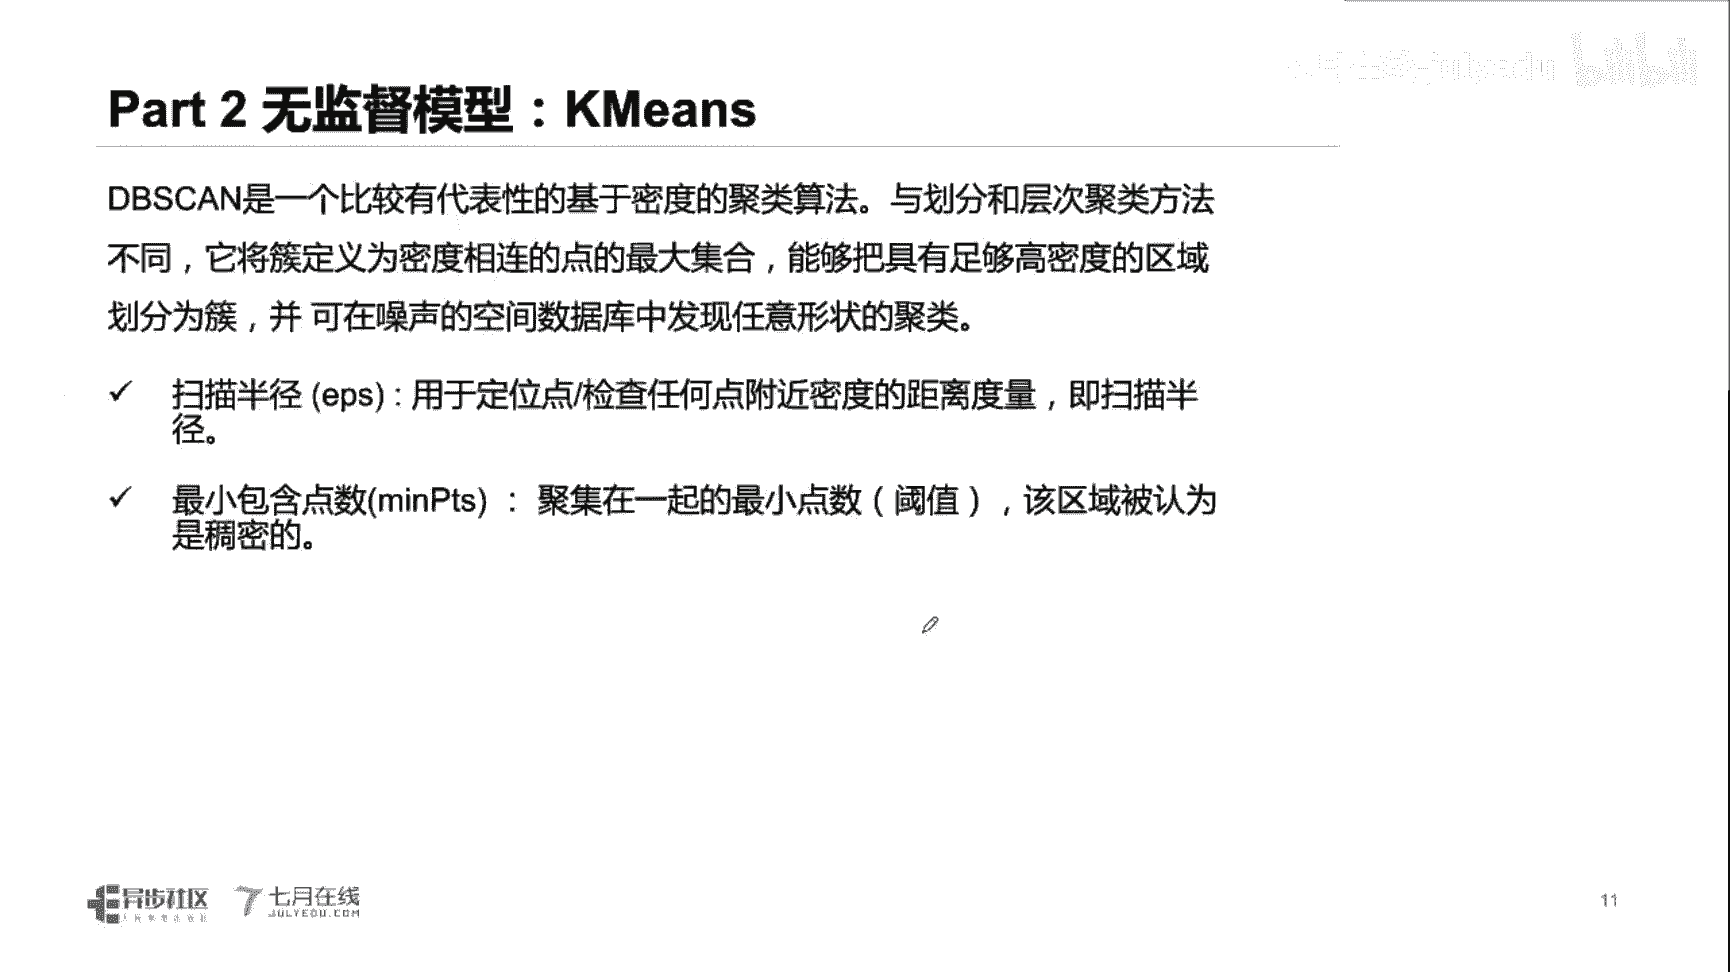 Part 2 无监督模型：KMeans
DBSCAN是一个比较有代表性的基于密度的聚类算法。与划分和层次聚类方法
不同，它将簇定义为密度相连的点的最大集合，能够把具有足够高密度的区域
划分为簇，并 可在噪声的空间数据库中发现任意形状的聚类。
✓ 扫描半径 (eps) : 用于定位点/检查任何点附近密度的距离度量，即扫描半
径。
✓ 最小包含点数(minPts) ： 聚集在一起的最小点数（阈值），该区域被认为
是稠密的。
异步社区
七月在线
JULYEDU.COM
11